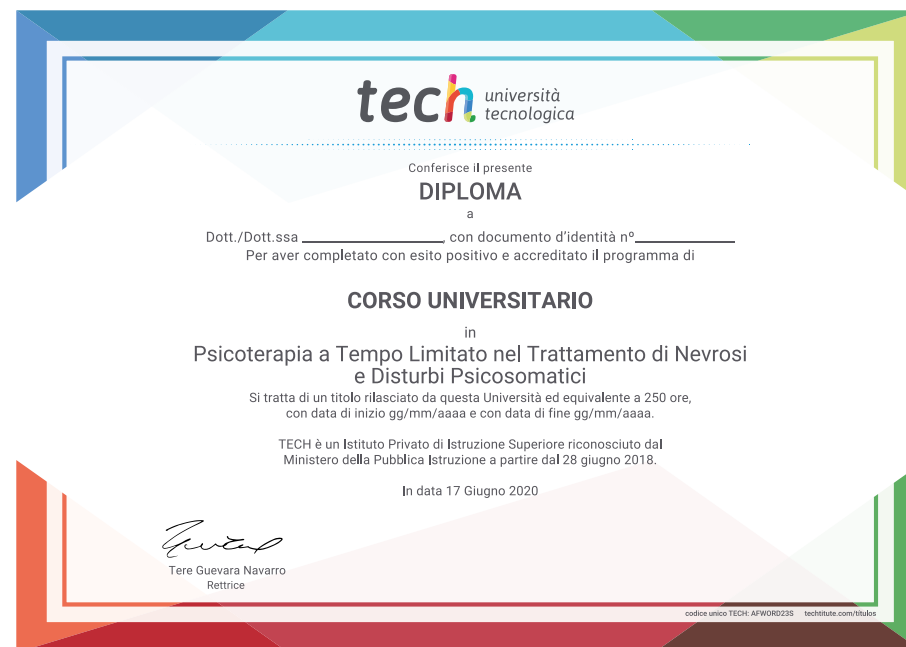 tech università
tecnologica
Conferisce il presente
DIPLOMA
a
Dott./Dott.ssa ____________________, con documento d'identità nº______________
Per aver completato con esito positivo e accreditato il programma di
CORSO UNIVERSITARIO
in
Psicoterapia a Tempo Limitato nel Trattamento di Nevrosi
e Disturbi Psicosomatici
Si tratta di un titolo rilasciato da questa Università ed equivalente a 250 ore,
con data di inizio gg/mm/aaaa e con data di fine gg/mm/aaaa.
TECH è un Istituto Privato di Istruzione Superiore riconosciuto dal
Ministero della Pubblica Istruzione a partire dal 28 giugno 2018.
In data 17 Giugno 2020
Tere Guevara Navarro
Rettrice
codice unico TECH: AFWORD23S techtitute.com/titulos